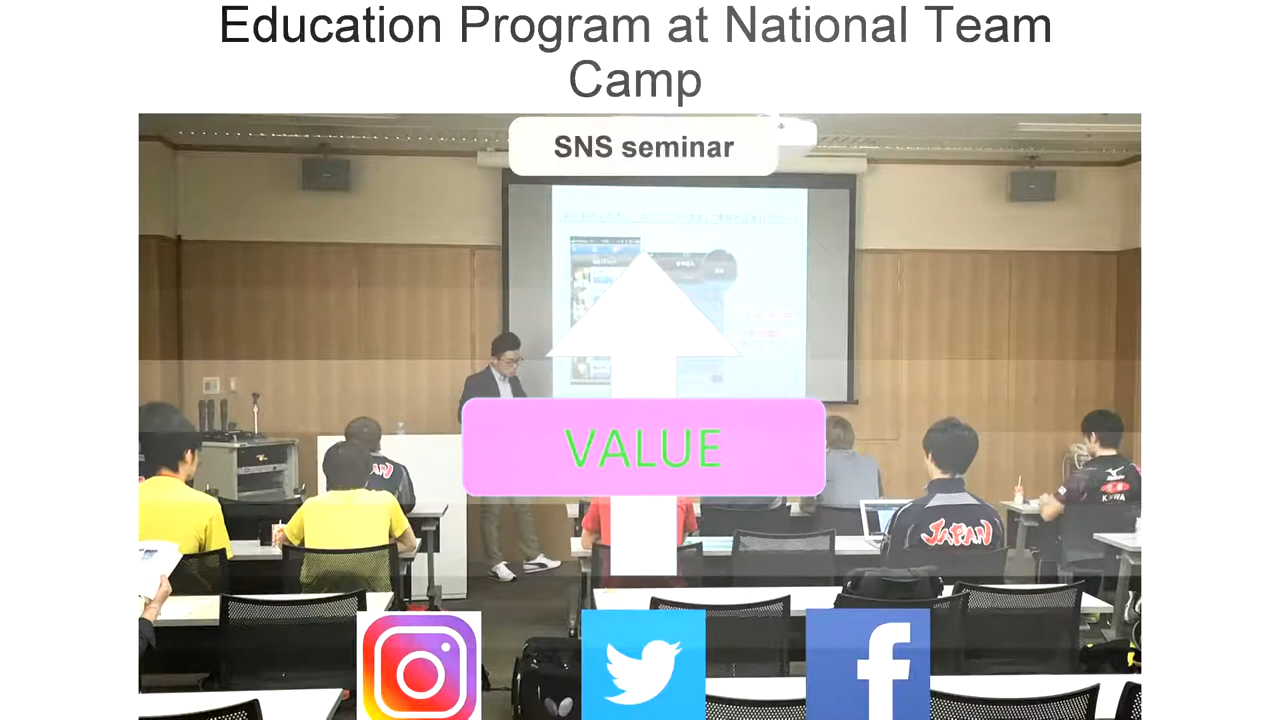 Education Program at National Team
Camp
SNS seminar
VALUE
JAPAN